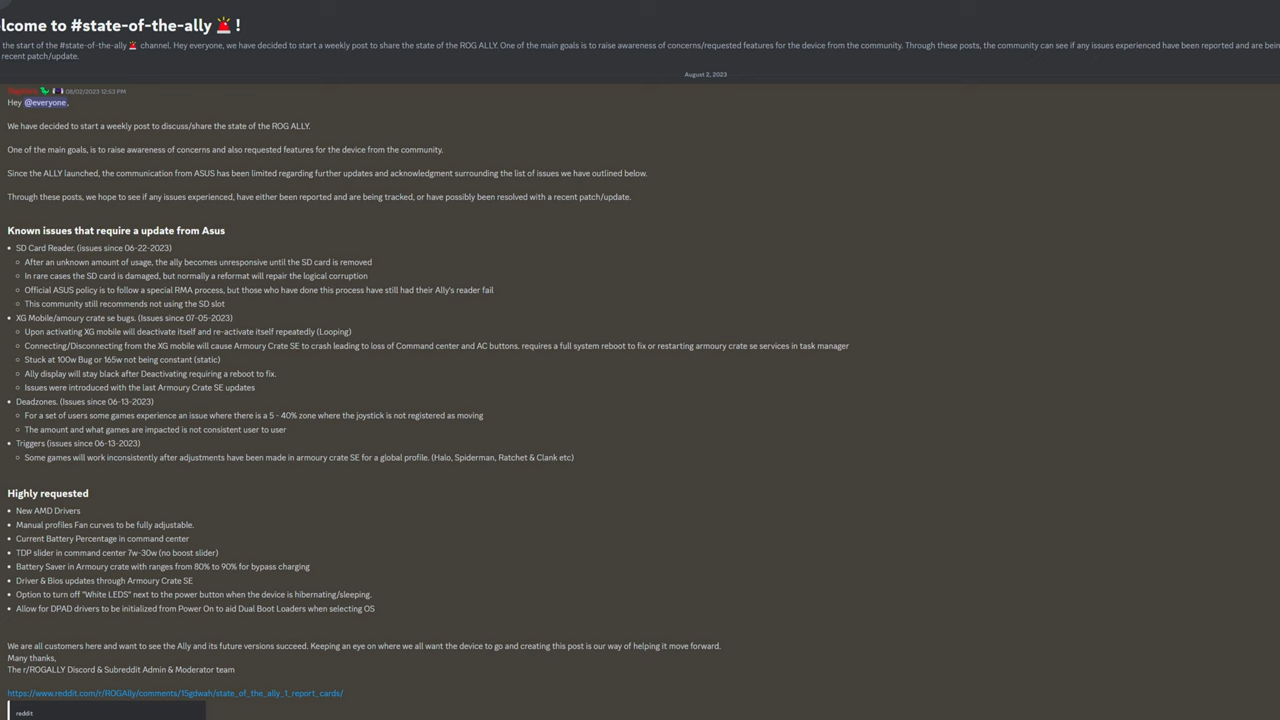 lcome to #state-of-the-ally 🚨 !
the start of the #state-of-the-ally 🚨 channel. Hey everyone, we have decided to start a weekly post to share the state of the ROG ALLY. One of the main goals is to raise awareness of concerns/requested features for the device from the community. Through these posts, the community can see if any issues experienced have been reported and are bein
recent patch/update.
August 2, 2023
08/02/2023 12:53 PM
Hey @everyone,
We have decided to start a weekly post to discuss/share the state of the ROG ALLY.
One of the main goals, is to raise awareness of concerns and also requested features for the device from the community.
Since the ALLY launched, the communication from ASUS has been limited regarding further updates and acknowledgment surrounding the list of issues we have outlined below.
Through these posts, we hope to see if any issues experienced, have either been reported and are being tracked, or have possibly been resolved with a recent patch/update.
Known issues that require a update from Asus
• SD Card Reader. (issues since 06-22-2023)
◦ After an unknown amount of usage, the ally becomes unresponsive until the SD card is removed
◦ In rare cases the SD card is damaged, but normally a reformat will repair the logical corruption
◦ Official ASUS policy is to follow a special RMA process, but those who have done this process have still had their Ally's reader fail
◦ This community still recommends not using the SD slot
• XG Mobile/amoury crate se bugs. (Issues since 07-05-2023)
◦ Upon activating XG mobile will deactivate itself and re-activate itself repeatedly (Looping)
◦ Connecting/Disconnecting from the XG mobile will cause Armoury Crate SE to crash leading to loss of Command center and AC buttons. requires a full system reboot to fix or restarting armoury crate se services in task manager
◦ Stuck at 100w Bug or 165w not being constant (static)
◦ Ally display will stay black after Deactivating requiring a reboot to fix.
◦ Issues were introduced with the last Armoury Crate SE updates
• Deadzones. (Issues since 06-13-2023)
◦ For a set of users some games experience an issue where there is a 5 - 40% zone where the joystick is not registered as moving
◦ The amount and what games are impacted is not consistent user to user
• Triggers (issues since 06-13-2023)
◦ Some games will work inconsistently after adjustments have been made in armoury crate SE for a global profile. (Halo, Spiderman, Ratchet & Clank etc)
Highly requested
• New AMD Drivers
• Manual profiles Fan curves to be fully adjustable.
• Current Battery Percentage in command center
• TDP slider in command center 7w-30w (no boost slider)
• Battery Saver in Armoury crate with ranges from 80% to 90% for bypass charging
• Driver & Bios updates through Armoury Crate SE
• Option to turn off "White LEDS" next to the power button when the device is hibernating/sleeping.
• Allow for DPAD drivers to be initialized from Power On to aid Dual Boot Loaders when selecting OS
We are all customers here and want to see the Ally and its future versions succeed. Keeping an eye on where we all want the device to go and creating this post is our way of helping it move forward.
Many thanks,
The r/ROGALLY Discord & Subreddit Admin & Moderator team
https://www.reddit.com/r/ROGAlly/comments/15gdwah/state_of_the_ally_1_report_cards/
reddit